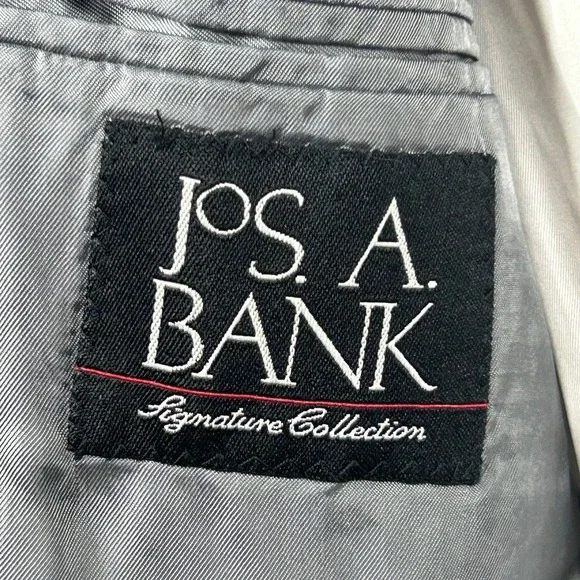 JoS. A.
BANK
Signature Collection